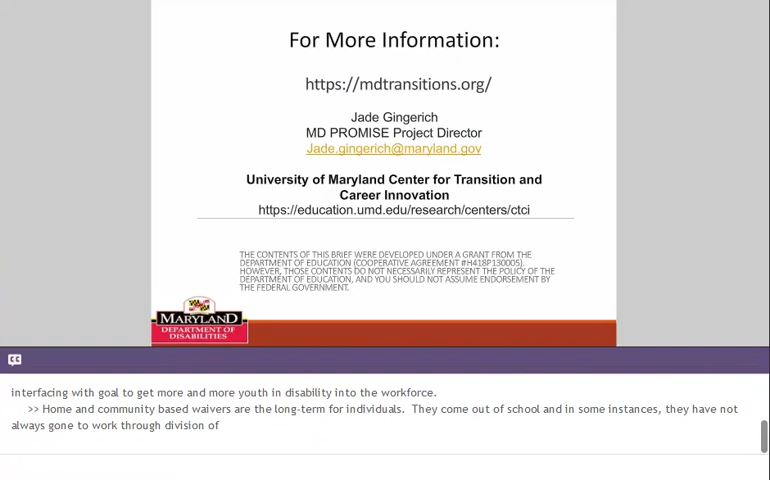 For More Information:
https://mdtransitions.org/
Jade Gingerich
MD PROMISE Project Director
Jade.gingerich@maryland.gov
University of Maryland Center for Transition and
Career Innovation
https://education.umd.edu/research/centers/ctci
THE CONTENTS OF THIS BRIEF WERE DEVELOPED UNDER A GRANT FROM THE
DEPARTMENT OF EDUCATION (COOPERATIVE AGREEMENT #H418P130005).
HOWEVER, THOSE CONTENTS DO NOT NECESSARILY REPRESENT THE POLICY OF THE
DEPARTMENT OF EDUCATION, AND YOU SHOULD NOT ASSUME ENDORSEMENT BY
THE FEDERAL GOVERNMENT.
MARYLAND
DEPARTMENT OF
DISABILITIES
CC
interfacing with goal to get more and more youth in disability into the workforce.
>> Home and community based waivers are the long-term for individuals. They come out of school and in some instances, they have not
always gone to work through division of